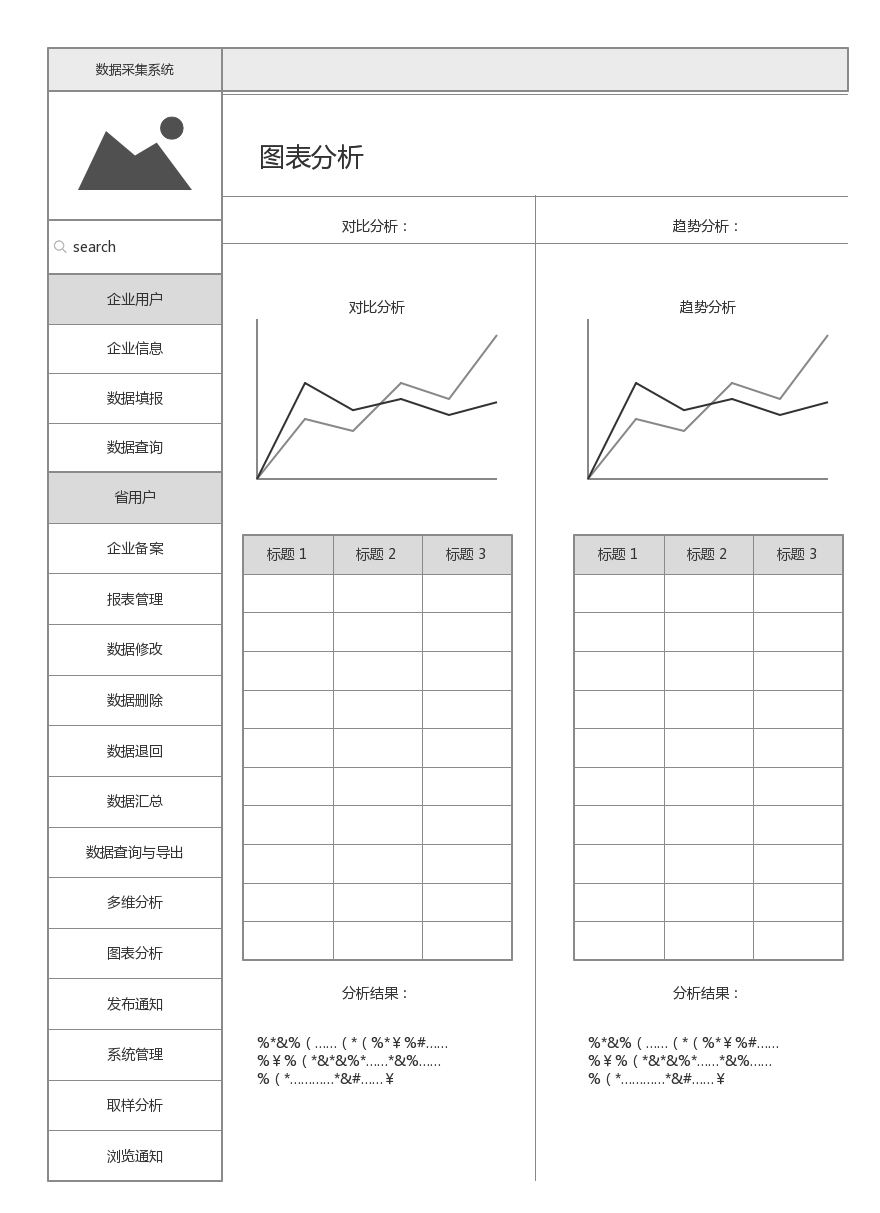 数据采集系统
search
企业用户
企业信息
数据填报
数据查询
省用户
企业备案
报表管理
数据修改
数据删除
数据退回
数据汇总
数据查询与导出
多维分析
图表分析
发布通知
系统管理
取样分析
浏览通知
图表分析
对比分析：
对比分析
标题 1 标题 2 标题 3
分析结果：
%*&%（……（*（%*￥%#……
%￥%（*&*&%*……*&%……
%（*…………*&#……￥
趋势分析：
趋势分析
标题 1 标题 2 标题 3
分析结果：
%*&%（……（*（%*￥%#……
%￥%（*&*&%*……*&%……
%（*…………*&#……￥